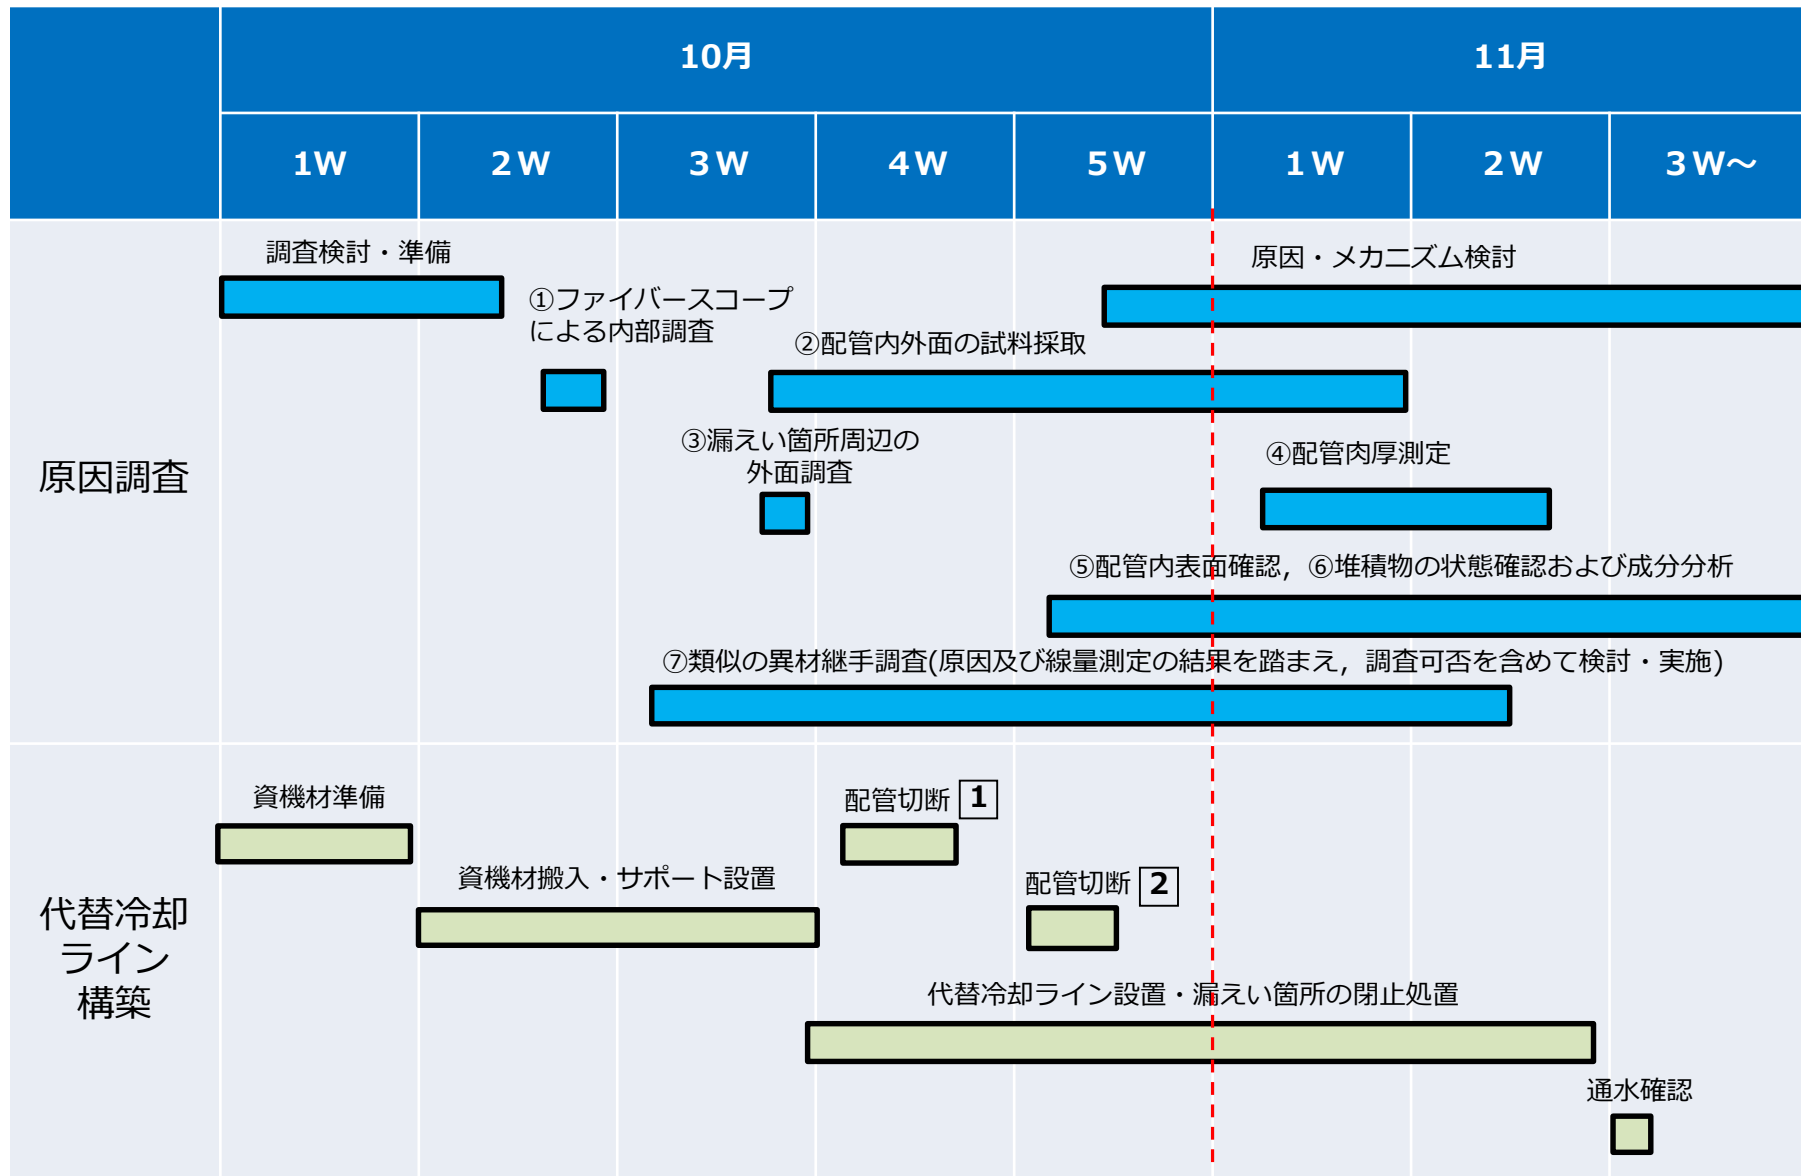 10月
11月
1W
２W
３W
４W
５W
１W
２W
３W～
原因調査
調査検討・準備
①ファイバースコープ
による内部調査
②配管内外面の試料採取
原因・メカニズム検討
③漏えい箇所周辺の
外面調査
④配管肉厚測定
⑤配管内表面確認，⑥堆積物の状態確認および成分分析
⑦類似の異材継手調査(原因及び線量測定の結果を踏まえ，調査可否を含めて検討・実施)
代替冷却
ライン
構築
資機材準備
配管切断 1
資機材搬入・サポート設置
配管切断 2
代替冷却ライン設置・漏えい箇所の閉止処置
通水確認